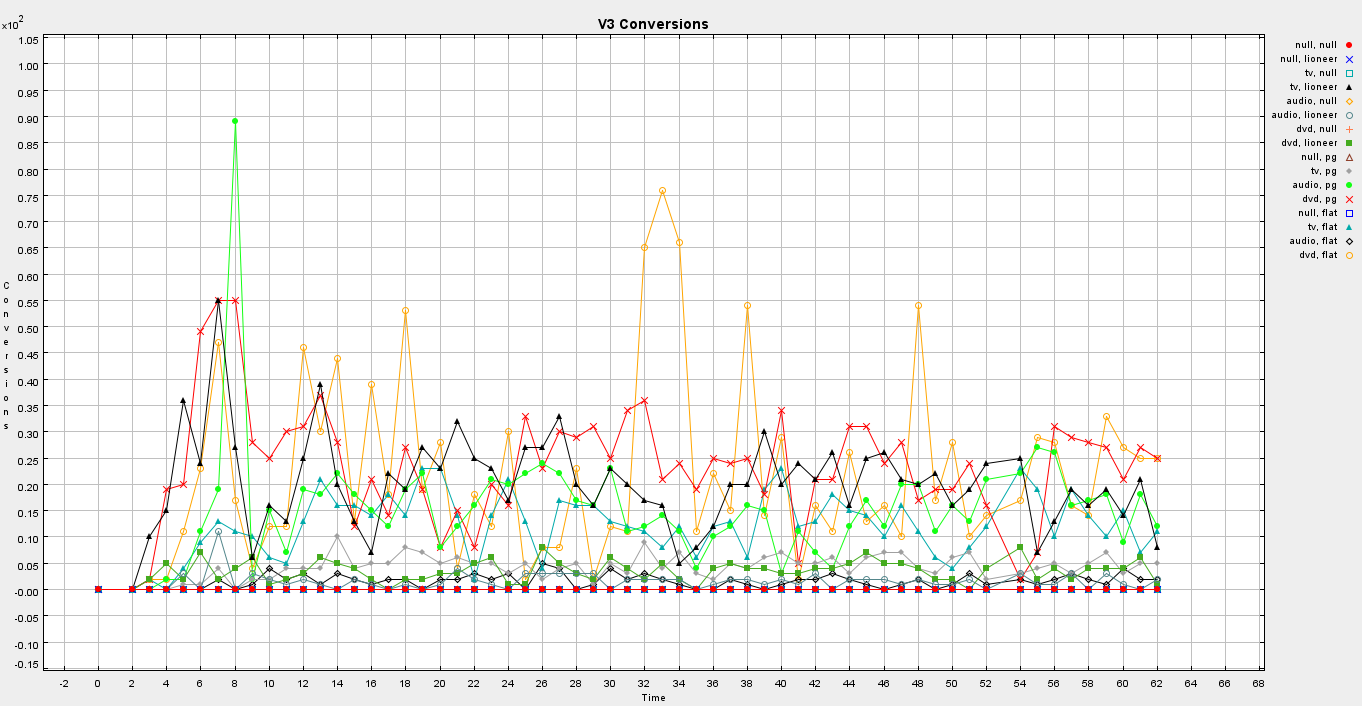 V3 Conversions
×10²
1.05
1.00
0.95
0.90
0.85
0.80
0.75
0.70
0.65
0.60
0.55
0.50
0.45
0.40
0.35
0.30
0.25
0.20
0.15
0.10
0.05
-0.00
-0.05
-0.10
-0.15
Conversions
-2 0 2 4 6 8 10 12 14 16 18 20 22 24 26 28 30 32 34 36 38 40 42 44 46 48 50 52 54 56 58 60 62 64 66 68
Time
null, null
null, lioneer
tv, null
tv, lioneer
audio, null
audio, lioneer
dvd, null
dvd, lioneer
null, pg
tv, pg
audio, pg
dvd, pg
null, flat
tv, flat
audio, flat
dvd, flat